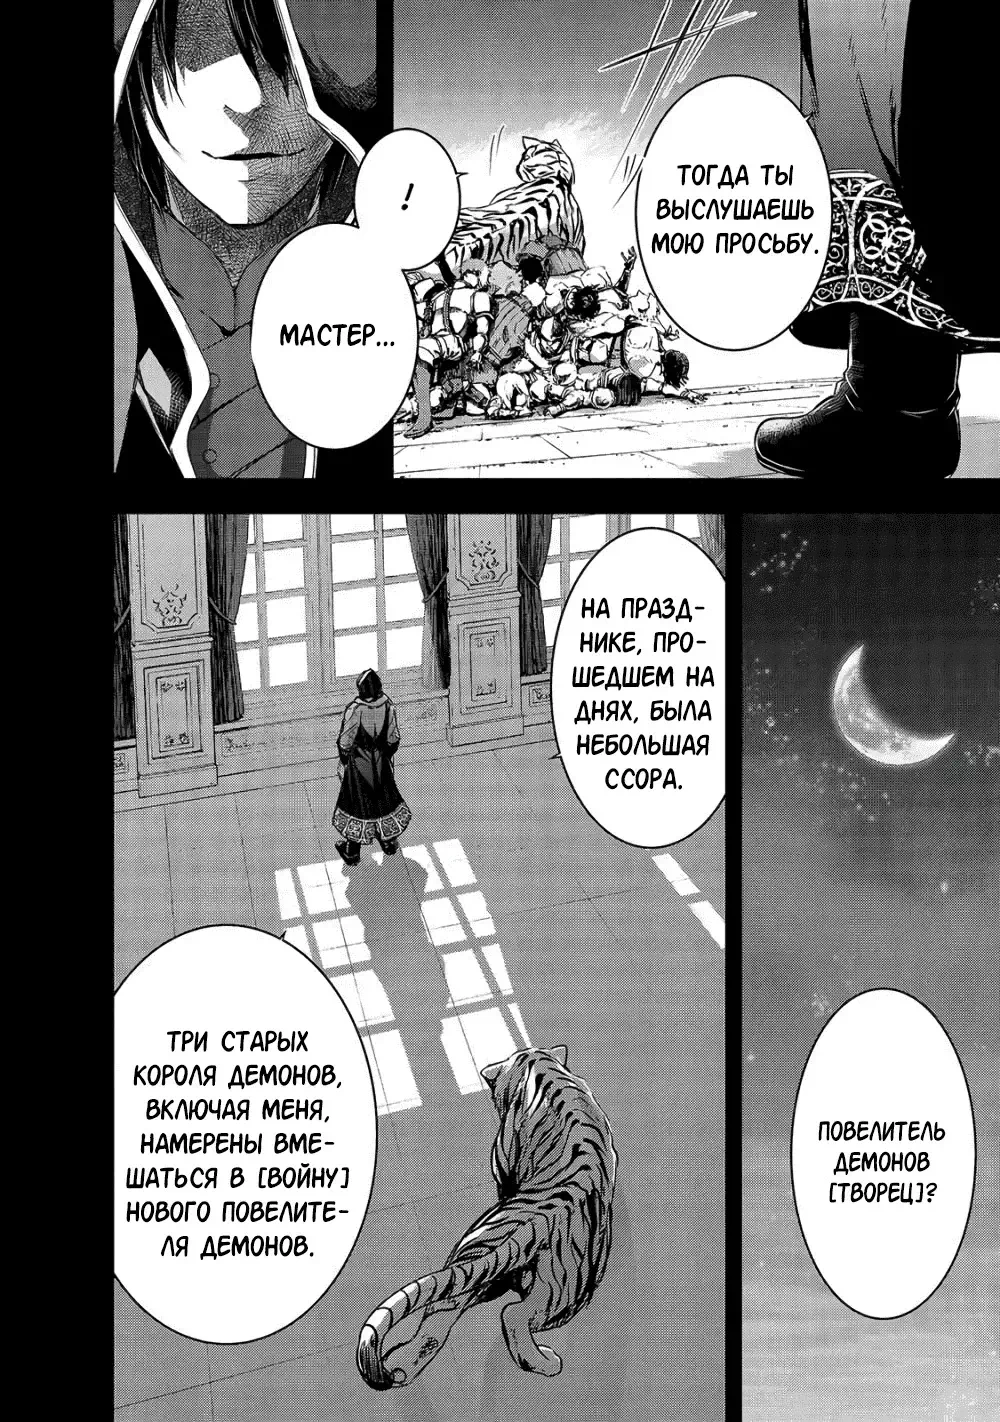 ТОГДА ТЫ
ВЫСЛУШАЕШЬ
МОЮ ПРОСЬБУ.
!
МАСТЕР...
НА ПРАЗД-
НИКЕ, ПРО-
ШЕДШЕМ НА
ДНЯХ, БЫЛА
НЕБОЛЬШАЯ
ССОРА.
ПОВЕЛИТЕЛЬ
ДЕМОНОВ
[ТВОРЕЦ]?
ТРИ СТАРЫХ
КОРОЛЯ ДЕМОНОВ,
ВКЛЮЧАЯ МЕНЯ,
НАМЕРЕНЫ ВМЕ-
ШАТЬСЯ В [ВОЙНУ]
НОВОГО ПОВЕЛИТЕ-
ЛЯ ДЕМОНОВ.